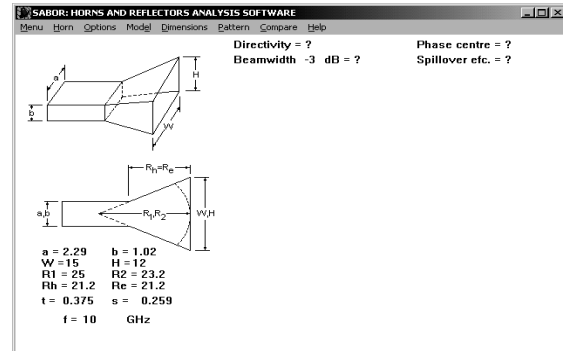 SABOR: HORNS AND REFLECTORS ANALYSIS SOFTWARE
Menu Horn Options Model Dimensions Pattern Compare Help
Directivity = ? Phase centre = ?
Beamwidth -3 dB = ? Spillover efc. = ?
a
H
b
W
Rh=Re
a,b
R1,R2
W,H
a = 2.29 b = 1.02
W =15 H = 12
R1 = 25 R2 = 23.2
Rh = 21.2 Re = 21.2
t = 0.375 s = 0.259
f = 10 GHz